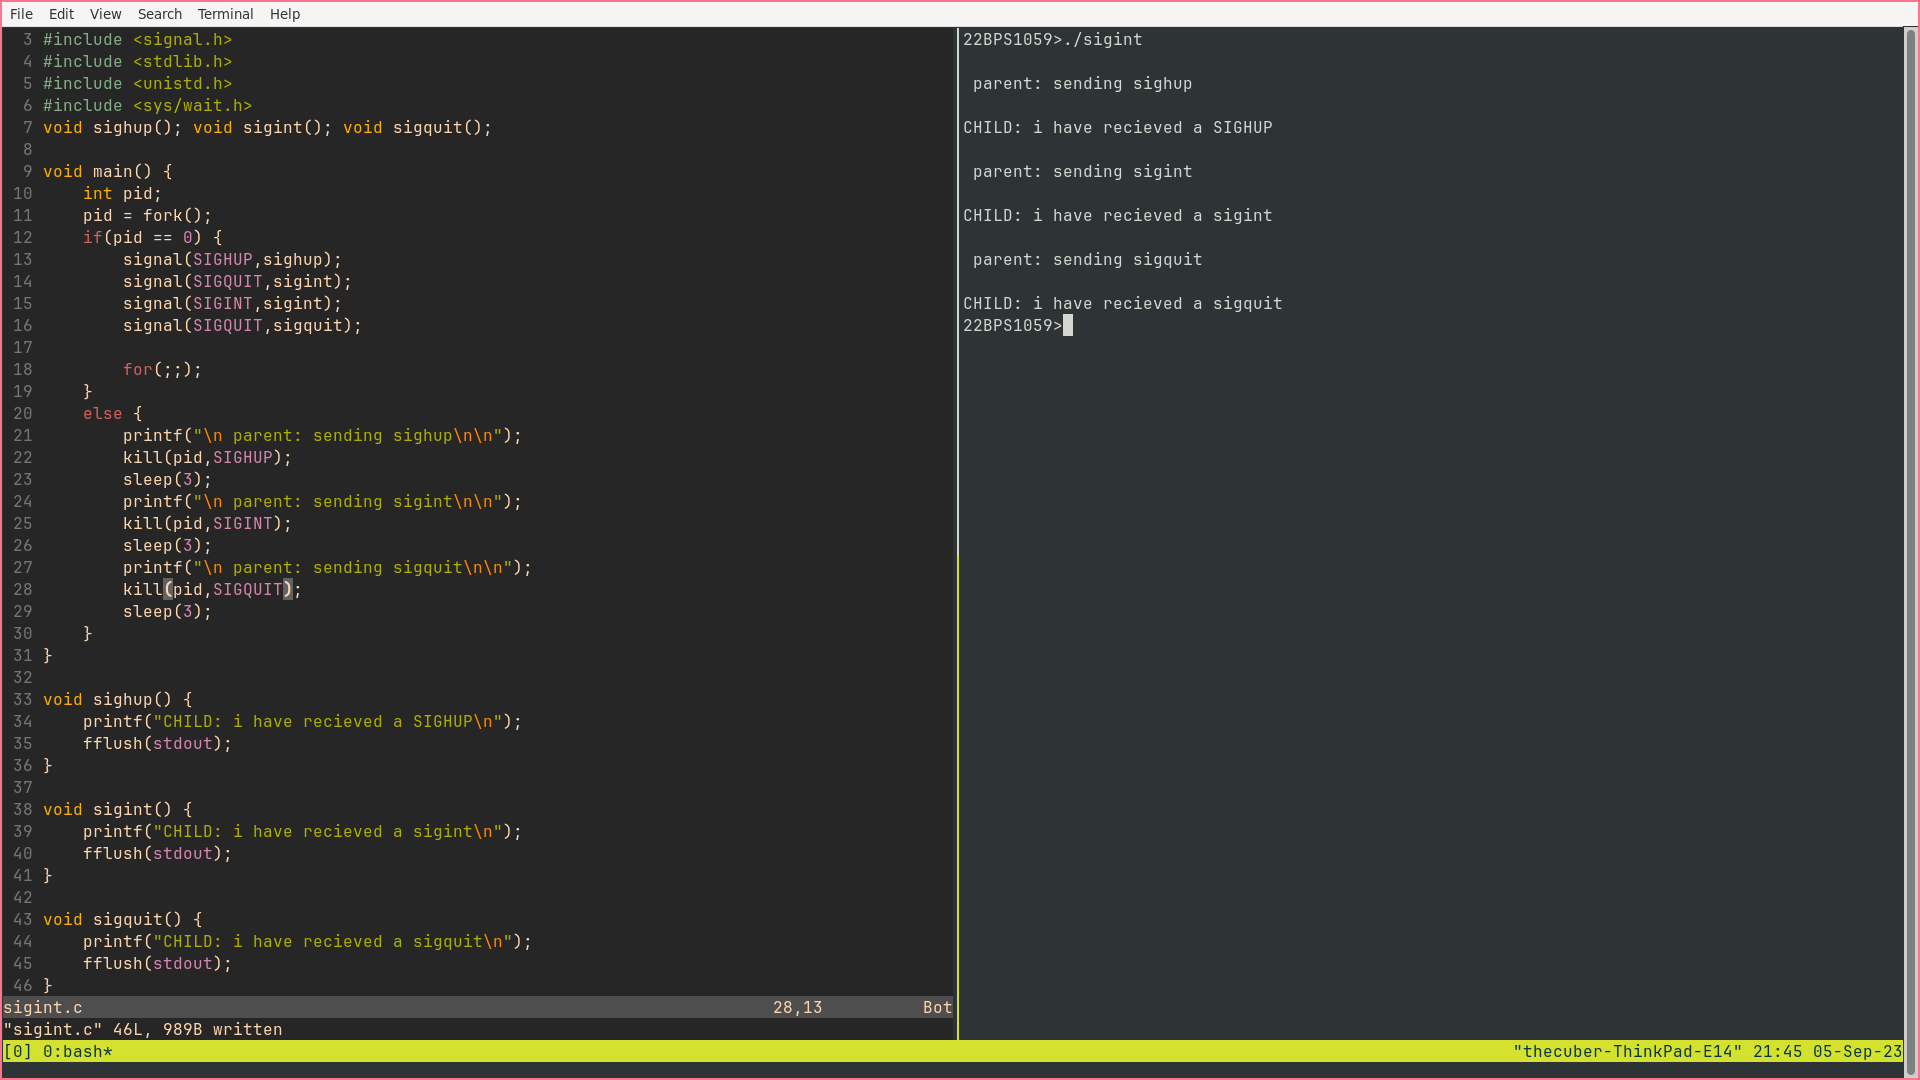 File Edit View Search Terminal Help
3 #include <signal.h>
4 #include <stdlib.h>
5 #include <unistd.h>
6 #include <sys/wait.h>
7 void sighup(); void sigint(); void sigquit();
8
9 void main() {
10     int pid;
11     pid = fork();
12     if(pid == 0) {
13         signal(SIGHUP,sighup);
14         signal(SIGQUIT,sigint);
15         signal(SIGINT,sigint);
16         signal(SIGQUIT,sigquit);
17
18         for(;;);
19     }
20     else {
21         printf("\n parent: sending sighup\n\n");
22         kill(pid,SIGHUP);
23         sleep(3);
24         printf("\n parent: sending sigint\n\n");
25         kill(pid,SIGINT);
26         sleep(3);
27         printf("\n parent: sending sigquit\n\n");
28         kill(pid,SIGQUIT);
29         sleep(3);
30     }
31 }
32
33 void sighup() {
34     printf("CHILD: i have recieved a SIGHUP\n");
35     fflush(stdout);
36 }
37
38 void sigint() {
39     printf("CHILD: i have recieved a sigint\n");
40     fflush(stdout);
41 }
42
43 void sigquit() {
44     printf("CHILD: i have recieved a sigquit\n");
45     fflush(stdout);
46 }
sigint.c 28,13 Bot
"sigint.c" 46L, 989B written
22BPS1059>./sigint
parent: sending sighup
CHILD: i have recieved a SIGHUP
parent: sending sigint
CHILD: i have recieved a sigint
parent: sending sigquit
CHILD: i have recieved a sigquit
22BPS1059>
[0] 0:bash* "thecuber-ThinkPad-E14" 21:45 05-Sep-23